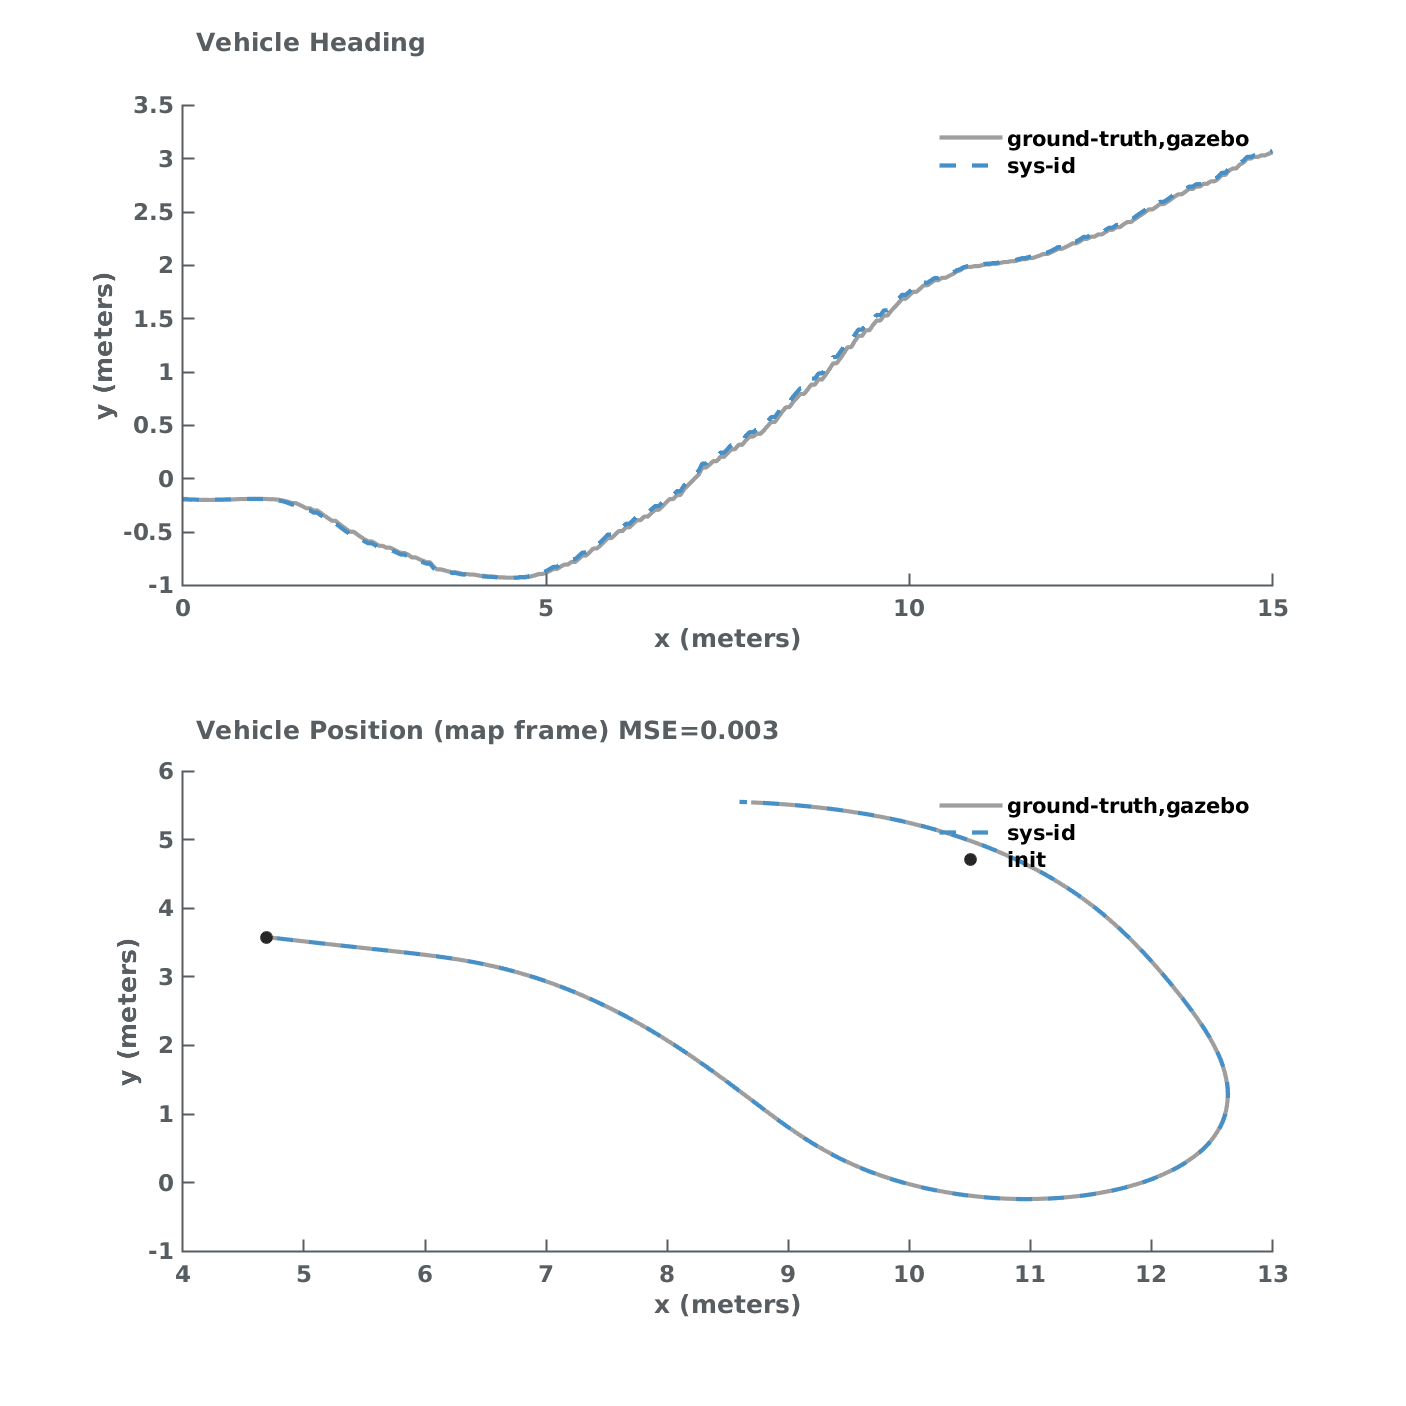 Vehicle Heading
3.5
3
2.5
2
1.5
1
0.5
0
-0.5
-1
y (meters)
ground-truth,gazebo
sys-id
0 5 10 15
x (meters)
Vehicle Position (map frame) MSE=0.003
6
5
4
3
2
1
0
-1
y (meters)
ground-truth,gazebo
sys-id
init
4 5 6 7 8 9 10 11 12 13
x (meters)